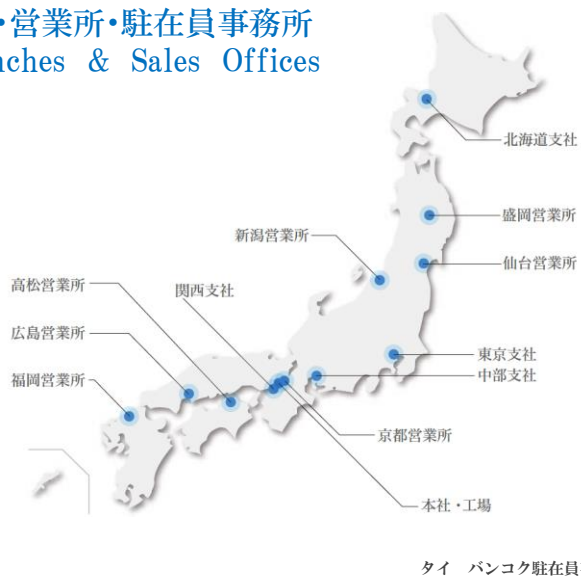 ・営業所・駐在員事務所
nches & Sales Offices
北海道支社
盛岡営業所
新潟営業所
仙台営業所
高松営業所
関西支社
広島営業所
東京支社
中部支社
福岡営業所
京都営業所
本社・工場
タイ バンコク駐在員